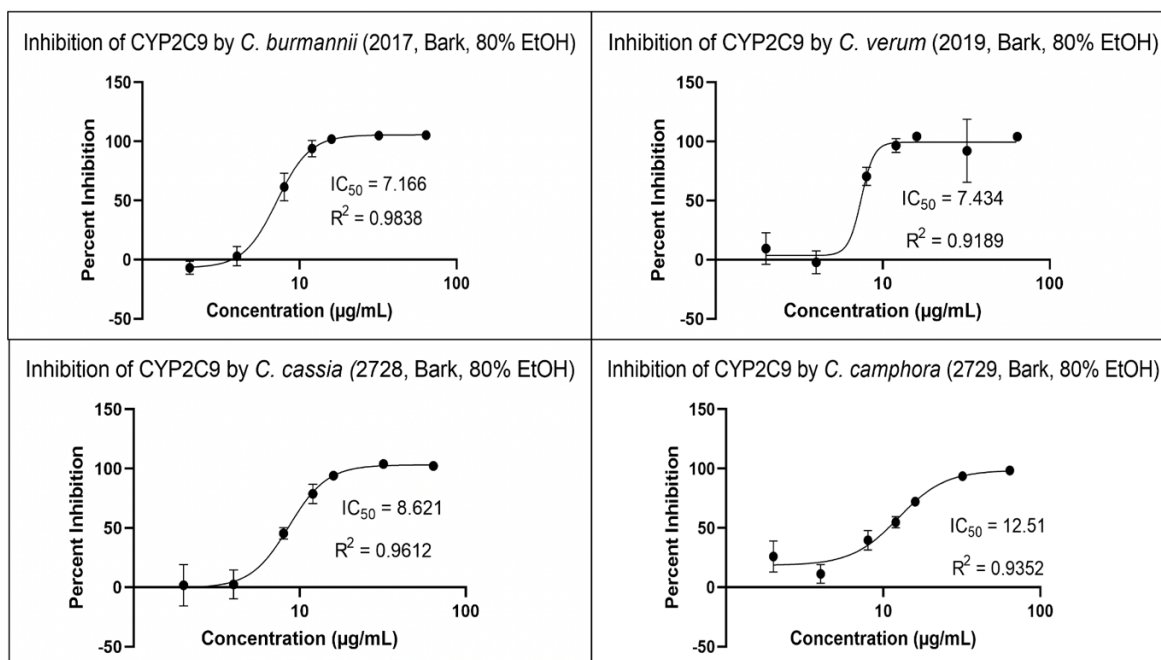 Inhibition of CYP2C9 by C. burmannii (2017, Bark, 80% EtOH)
150
100
50
0
-50
Percent Inhibition
IC50 = 7.166
R2 = 0.9838
10
100
Concentration (µg/mL)
Inhibition of CYP2C9 by C. verum (2019, Bark, 80% EtOH)
150
100
50
0
-50
Percent Inhibition
IC50 = 7.434
R2 = 0.9189
10
100
Concentration (µg/mL)
Inhibition of CYP2C9 by C. cassia (2728, Bark, 80% EtOH)
150
100
50
0
-50
Percent Inhibition
IC50 = 8.621
R2 = 0.9612
10
100
Concentration (µg/mL)
Inhibition of CYP2C9 by C. camphora (2729, Bark, 80% EtOH)
150
100
50
0
-50
Percent Inhibition
IC50 = 12.51
R2 = 0.9352
10
100
Concentration (µg/mL)